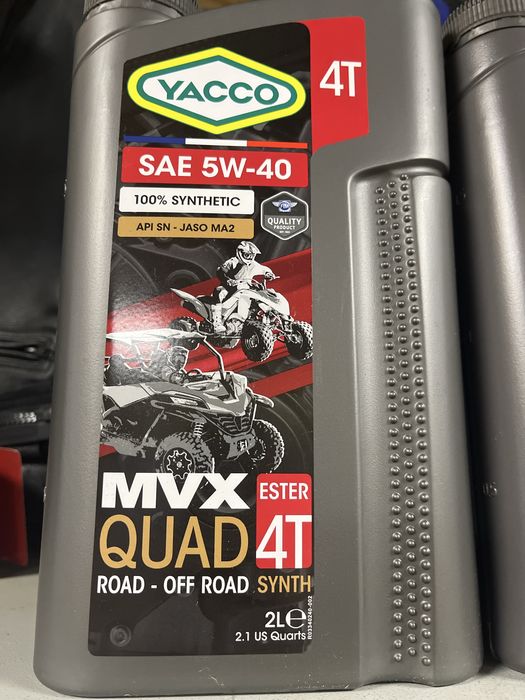 YACCO
4T
SAE 5W-40
100% SYNTHETIC
API SN - JASO MA2
QUALITY
PRODUCT
MVX
ESTER
QUAD
4T
ROAD - OFF ROAD SYNTH
2L℮
2.1 US Quarts